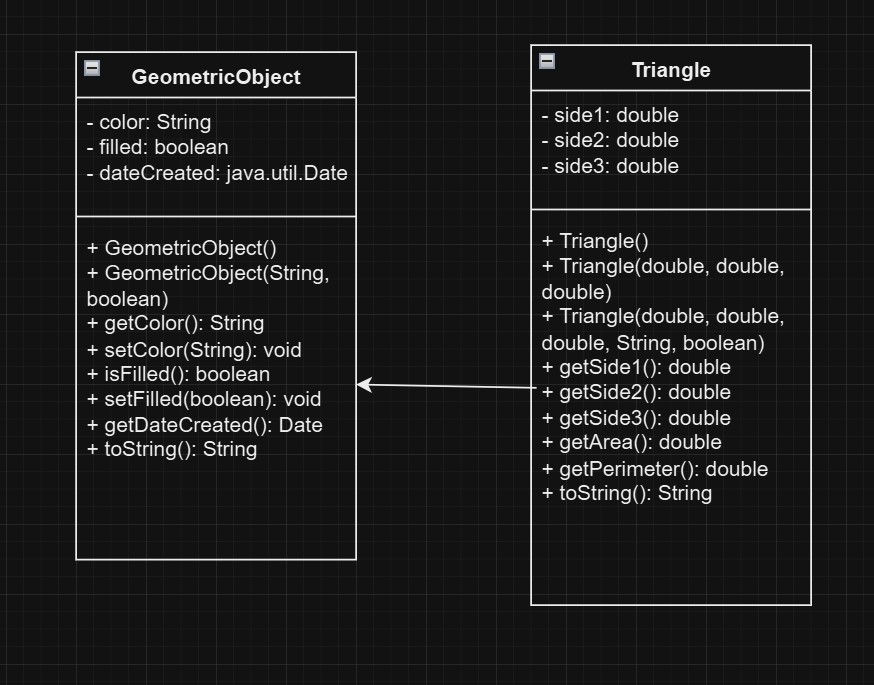 GeometricObject
- color: String
- filled: boolean
- dateCreated: java.util.Date
+ GeometricObject()
+ GeometricObject(String,
boolean)
+ getColor(): String
+ setColor(String): void
+ isFilled(): boolean
+ setFilled(boolean): void
+ getDateCreated(): Date
+ toString(): String
Triangle
- side1: double
- side2: double
- side3: double
+ Triangle()
+ Triangle(double, double,
double)
+ Triangle(double, double,
double, String, boolean)
+ getSide1(): double
+ getSide2(): double
+ getSide3(): double
+ getArea(): double
+ getPerimeter(): double
+ toString(): String